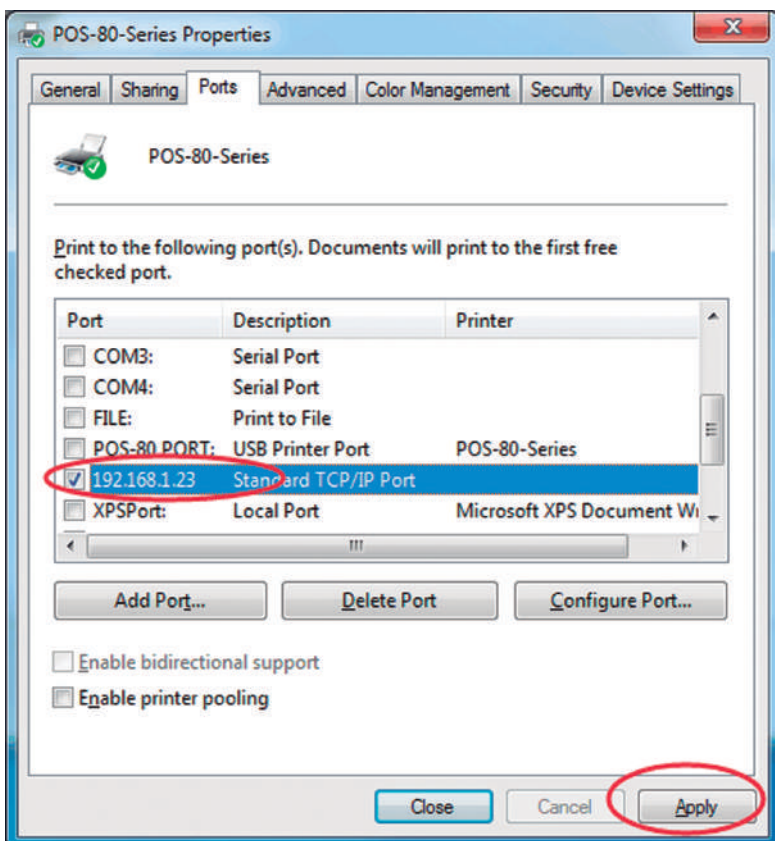 POS-80-Series Properties
General Sharing Ports Advanced Color Management Security Device Settings
POS-80-Series
Print to the following port(s). Documents will print to the first free
checked port.
Port Description Printer
COM3: Serial Port
COM4: Serial Port
FILE: Print to File
POS-80 PORT: USB Printer Port POS-80-Series
192.168.1.23 Standard TCP/IP Port
XPSPort: Local Port Microsoft XPS Document Wr
Add Port... Delete Port Configure Port...
Enable bidirectional support
Enable printer pooling
Close Cancel Apply